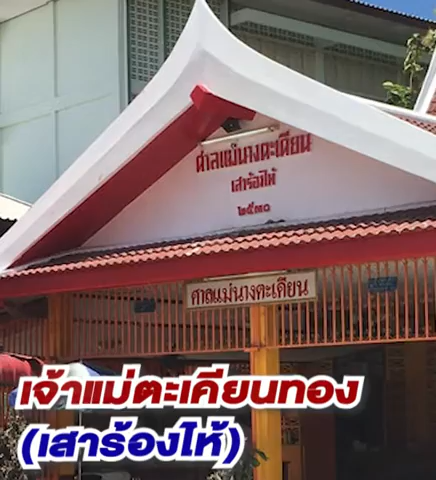 ศาลแม่นางตะเคียน
เสาร้องไห้
๒๕๓๐
ศาลแม่นางตะเคียน
เจ้าแม่ตะเคียนทอง
(เสาร้องไห้)